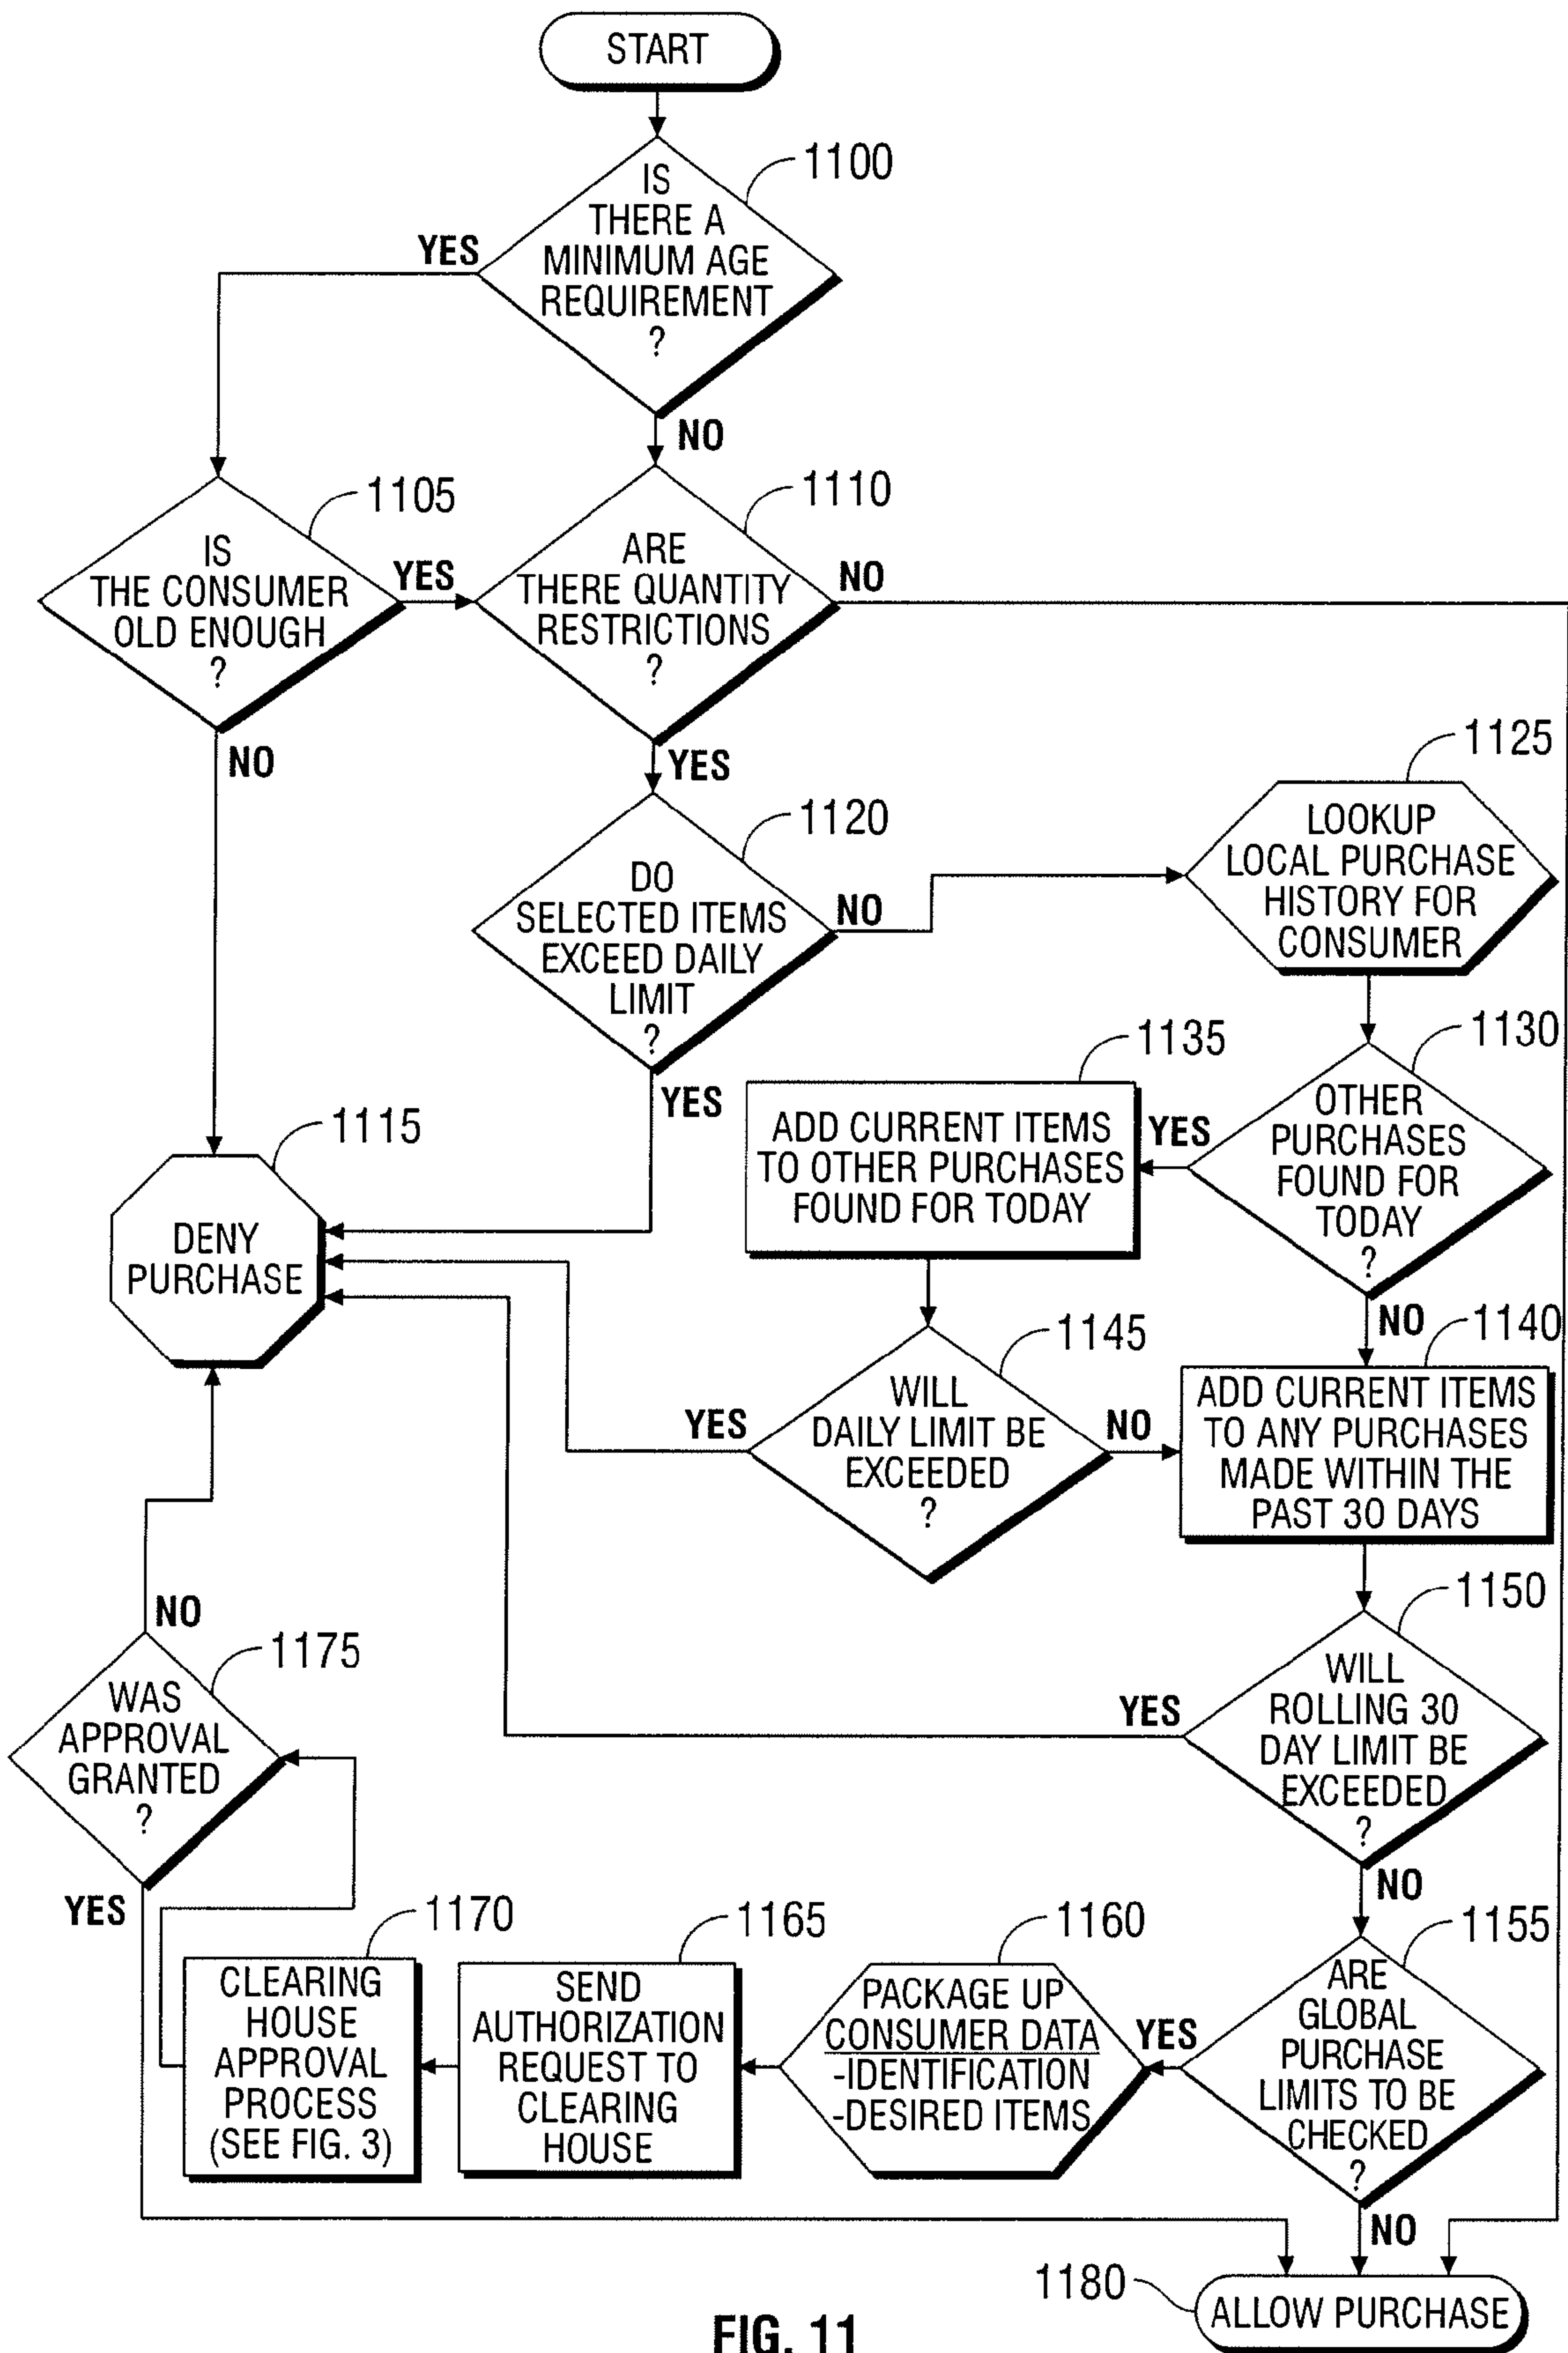 START
1100
IS
THERE A
MINIMUM AGE
REQUIREMENT
?
YES
NO
1105
IS
THE CONSUMER
OLD ENOUGH
?
YES
NO
1110
ARE
THERE QUANTITY
RESTRICTIONS
?
NO
YES
1120
DO
SELECTED ITEMS
EXCEED DAILY
LIMIT
?
NO
YES
1125
LOOKUP
LOCAL PURCHASE
HISTORY FOR
CONSUMER
1130
OTHER
PURCHASES
FOUND FOR
TODAY
?
YES
NO
1135
ADD CURRENT ITEMS
TO OTHER PURCHASES
FOUND FOR TODAY
1115
DENY
PURCHASE
1145
WILL
DAILY LIMIT BE
EXCEEDED
?
YES
NO
1140
ADD CURRENT ITEMS
TO ANY PURCHASES
MADE WITHIN THE
PAST 30 DAYS
1150
WILL
ROLLING 30
DAY LIMIT BE
EXCEEDED
?
YES
NO
1175
WAS
APPROVAL
GRANTED
?
NO
YES
1170
CLEARING
HOUSE
APPROVAL
PROCESS
(SEE FIG. 3)
1165
SEND
AUTHORIZATION
REQUEST TO
CLEARING
HOUSE
1160
PACKAGE UP
CONSUMER DATA
-IDENTIFICATION
-DESIRED ITEMS
1155
ARE
GLOBAL
PURCHASE
LIMITS TO BE
CHECKED
?
YES
NO
1180
ALLOW PURCHASE
FIG. 11